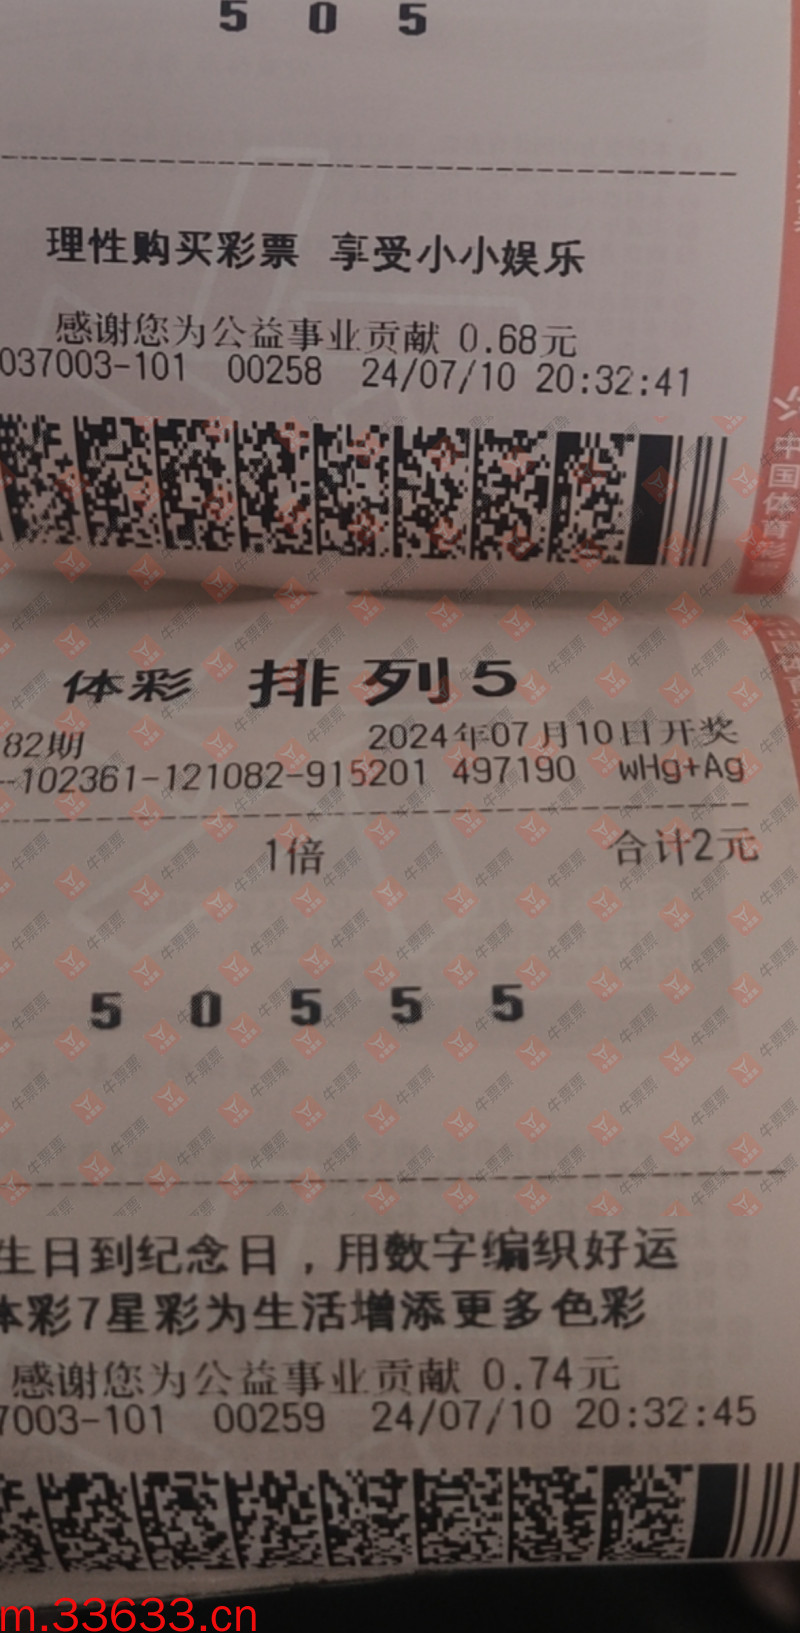 5 0 5
理性购买彩票 享受小小娱乐
感谢您为公益事业贡献 0.68元
037003-101 00258 24/07/10 20:32:41
中国体育彩票
体彩 排列5
82期 2024年07月10日开奖
--102361-121082-915201 497190 wHg+Ag
1倍 合计2元
5 0 5 5 5
生日到纪念日，用数字编织好运
体彩7星彩为生活增添更多色彩
感谢您为公益事业贡献 0.74元
7003-101 00259 24/07/10 20:32:45
牛票票
m.33633.cn